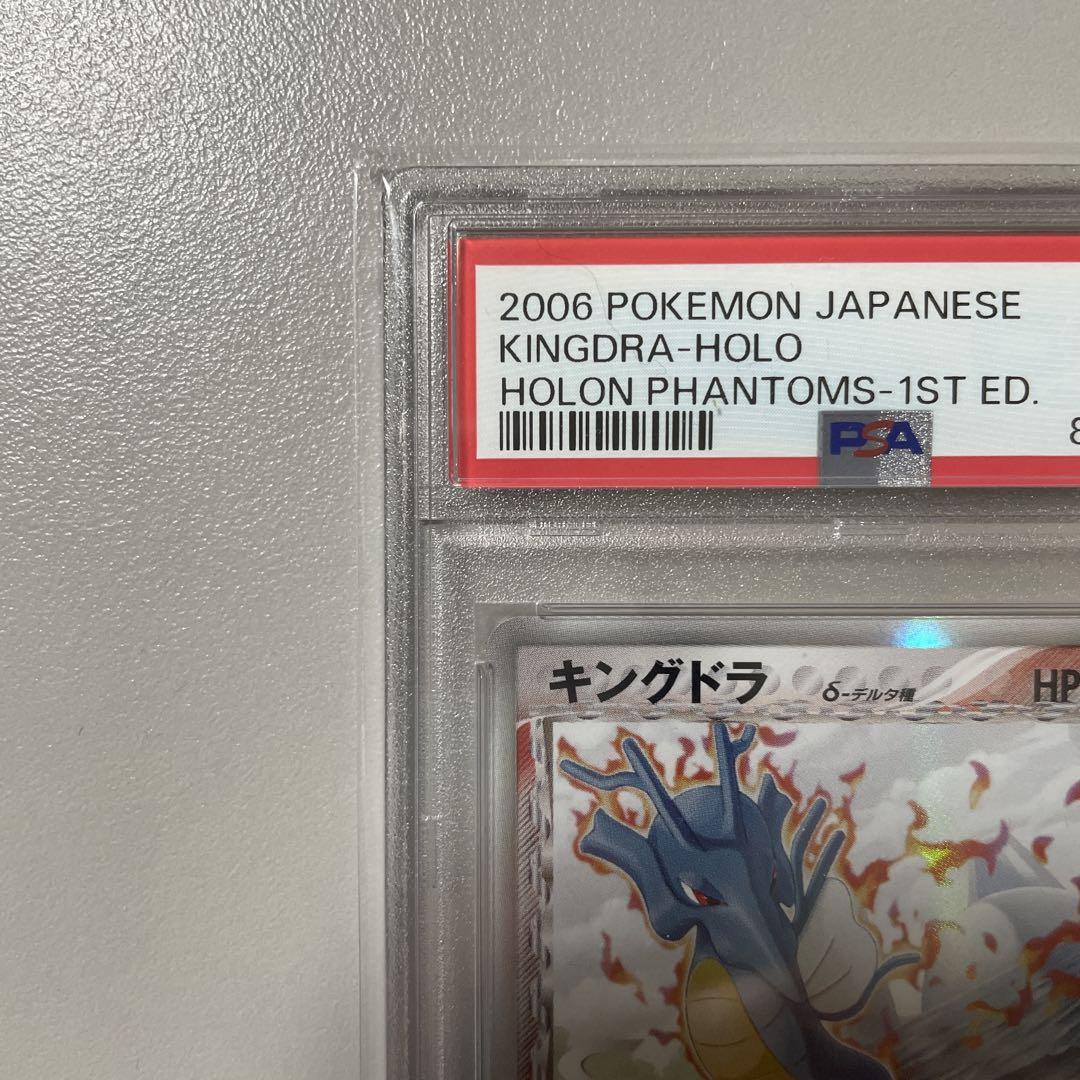 2006 POKEMON JAPANESE
KINGDRA-HOLO
HOLON PHANTOMS-1ST ED.
PSA
8
キングドラ δ-デルタ種 HP